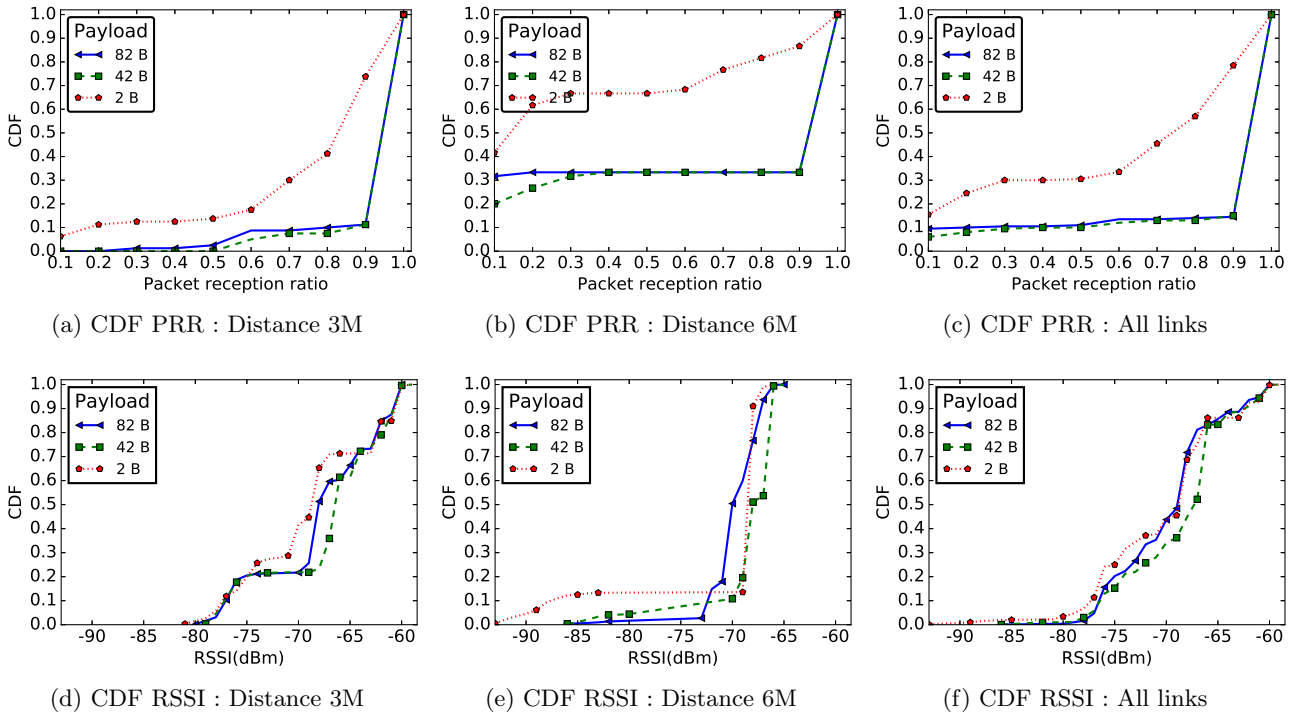 Payload
82 B
42 B
2 B
CDF
1.0
0.9
0.8
0.7
0.6
0.5
0.4
0.3
0.2
0.1
0.0
0.1 0.2 0.3 0.4 0.5 0.6 0.7 0.8 0.9 1.0
Packet reception ratio
(a) CDF PRR : Distance 3M
Payload
82 B
42 B
2 B
CDF
1.0
0.9
0.8
0.7
0.6
0.5
0.4
0.3
0.2
0.1
0.0
0.1 0.2 0.3 0.4 0.5 0.6 0.7 0.8 0.9 1.0
Packet reception ratio
(b) CDF PRR : Distance 6M
Payload
82 B
42 B
2 B
CDF
1.0
0.9
0.8
0.7
0.6
0.5
0.4
0.3
0.2
0.1
0.0
0.1 0.2 0.3 0.4 0.5 0.6 0.7 0.8 0.9 1.0
Packet reception ratio
(c) CDF PRR : All links
Payload
82 B
42 B
2 B
CDF
1.0
0.9
0.8
0.7
0.6
0.5
0.4
0.3
0.2
0.1
0.0
-90 -85 -80 -75 -70 -65 -60
RSSI(dBm)
(d) CDF RSSI : Distance 3M
Payload
82 B
42 B
2 B
CDF
1.0
0.9
0.8
0.7
0.6
0.5
0.4
0.3
0.2
0.1
0.0
-90 -85 -80 -75 -70 -65 -60
RSSI(dBm)
(e) CDF RSSI : Distance 6M
Payload
82 B
42 B
2 B
CDF
1.0
0.9
0.8
0.7
0.6
0.5
0.4
0.3
0.2
0.1
0.0
-90 -85 -80 -75 -70 -65 -60
RSSI(dBm)
(f) CDF RSSI : All links